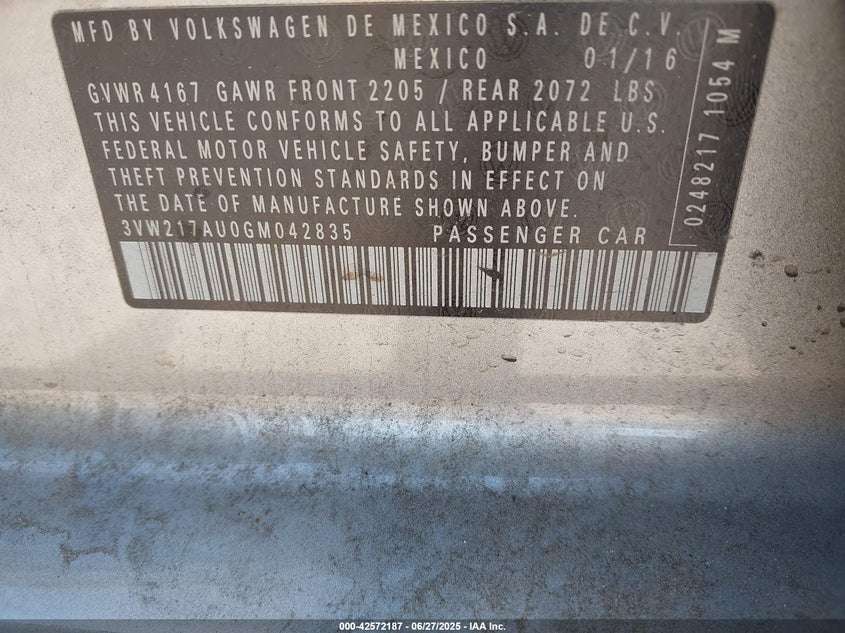 MFD BY VOLKSWAGEN DE MEXICO S.A. DE C.V.
MEXICO 01/16
GVWR 4167 GAWR FRONT 2205 / REAR 2072 LBS
THIS VEHICLE CONFORMS TO ALL APPLICABLE U.S.
FEDERAL MOTOR VEHICLE SAFETY, BUMPER AND
THEFT PREVENTION STANDARDS IN EFFECT ON
THE DATE OF MANUFACTURE SHOWN ABOVE.
3VW217AU0GM042835 PASSENGER CAR
0248217 1054 M
000-42572187 - 06/27/2025 - IAA Inc.